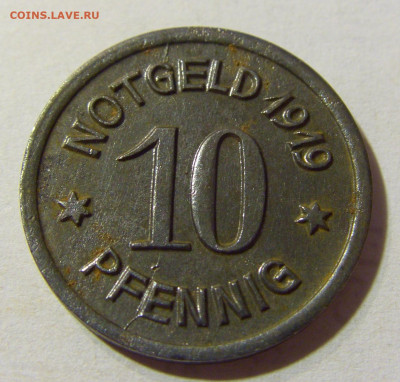 COINS.LAVE.RU
NOTGELD 1919
10
PFENNIG